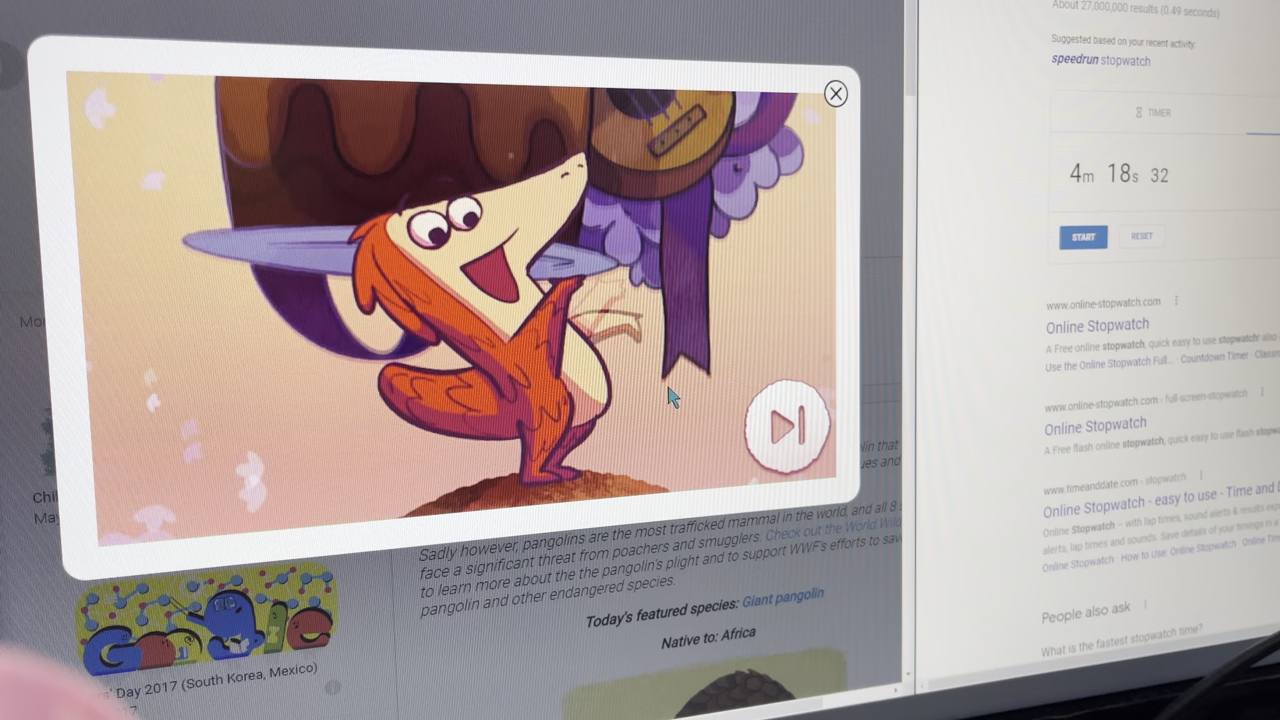 About 27,000,000 results (0.49 seconds)
Suggested based on your recent activity:
speedrun stopwatch
TIMER
4m 18s 32
START RESET
www.online-stopwatch.com
Online Stopwatch
A Free online stopwatch, quick easy to use stopwatch! also
Use the Online Stopwatch Full... Countdown Timer
www.online-stopwatch.com › full-screen-stopwatch
Online Stopwatch
A Free flash online stopwatch, quick easy to use flash
www.timeanddate.com › stopwatch
Online Stopwatch - easy to use - Time and
Online Stopwatch - with lap times, sound alerts & results
alerts, lap times and sounds. Save details of your timings
Online Stopwatch How to Use: Online Stopwatch Online
People also ask
What is the fastest stopwatch time?
Sadly however, pangolins are the most trafficked mammal in the world, and all 8
face a significant threat from poachers and smugglers. Check out the World
to learn more about the the pangolin's plight and to support WWF's efforts to
pangolin and other endangered species.
Today's featured species: Giant pangolin
Native to: Africa
Day 2017 (South Korea, Mexico)